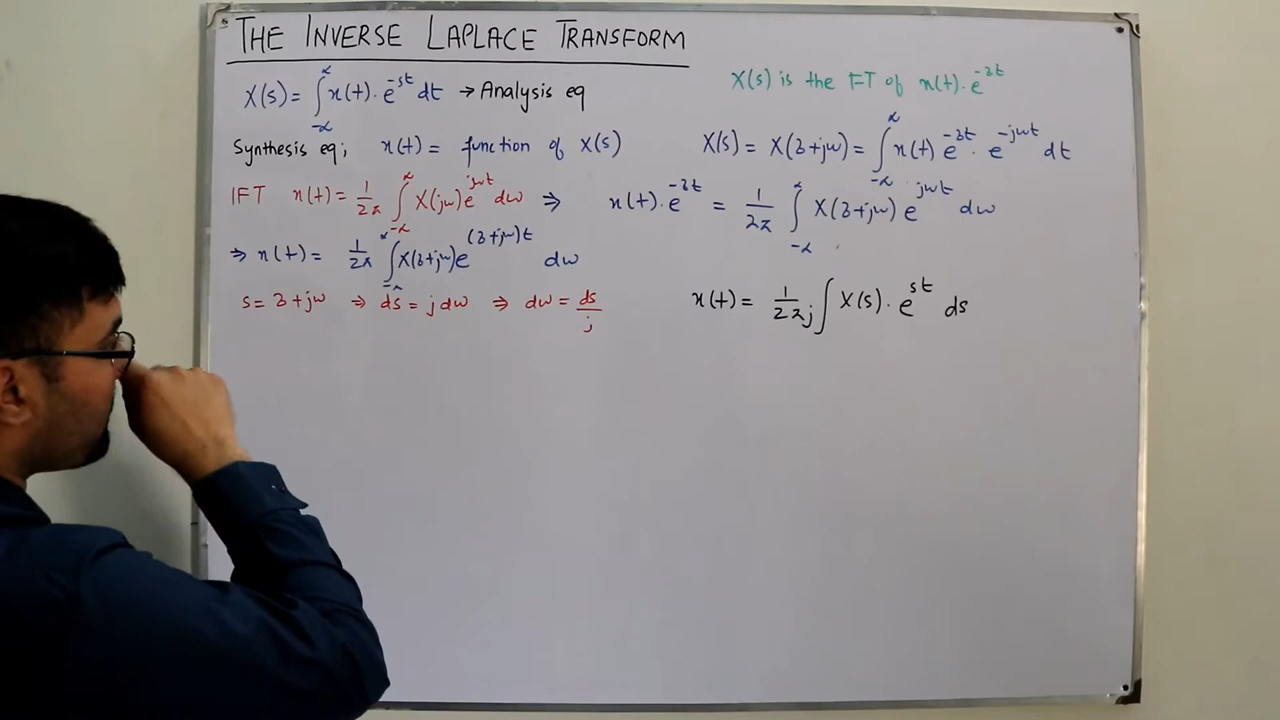 THE INVERSE LAPLACE TRANSFORM
X(s) = ∫_{-∞}^{∞} x(t) · e^{-st} dt → Analysis eq
X(s) is the FT of x(t) · e^{-σt}
Synthesis eq; x(t) = function of X(s)
X(s) = X(σ+jω) = ∫_{-∞}^{∞} x(t) e^{-σt} · e^{-jωt} dt
IFT x(t) = 1/2π ∫_{-∞}^{∞} X(jω) e^{jωt} dω ⇒ x(t) · e^{-σt} = 1/2π ∫_{-∞}^{∞} X(σ+jω) e^{jωt} dω
⇒ x(t) = 1/2π ∫_{-∞}^{∞} X(σ+jω) e^{(σ+jω)t} dω
s = σ+jω ⇒ ds = j dω ⇒ dω = ds/j
x(t) = 1/2πj ∫ X(s) · e^{st} ds